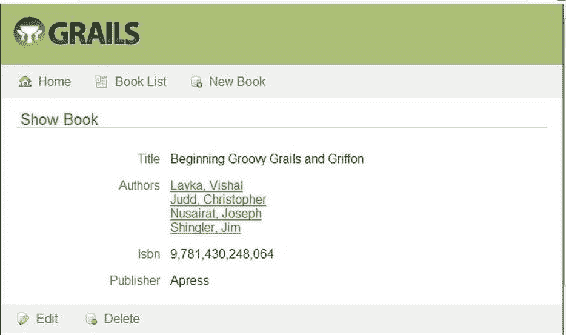 GRAILS
Home Book List New Book
Show Book
Title Beginning Groovy Grails and Griffon
Authors Layka, Vishal
Judd, Christopher
Nusairat, Joseph
Shingler, Jim
Isbn 9,781,430,248,064
Publisher Apress
Edit Delete